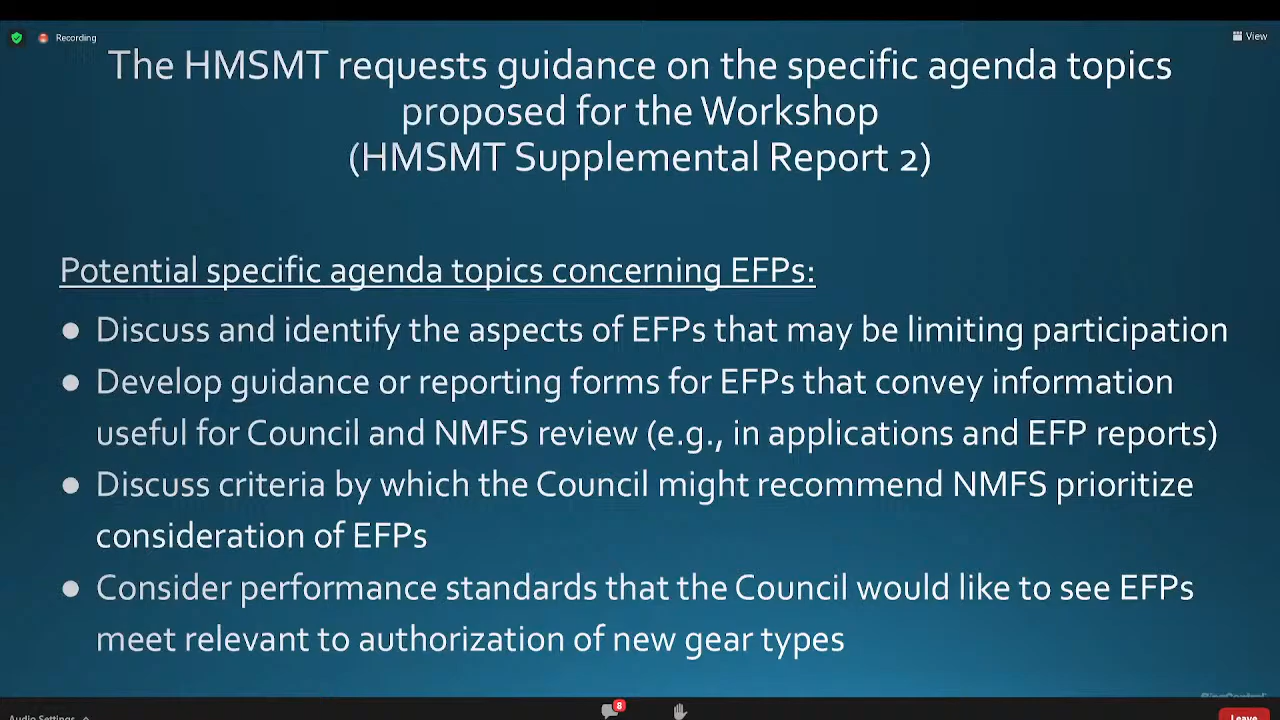 Recording
View
The HMSMT requests guidance on the specific agenda topics
proposed for the Workshop
(HMSMT Supplemental Report 2)
Potential specific agenda topics concerning EFPs:
● Discuss and identify the aspects of EFPs that may be limiting participation
● Develop guidance or reporting forms for EFPs that convey information
useful for Council and NMFS review (e.g., in applications and EFP reports)
● Discuss criteria by which the Council might recommend NMFS prioritize
consideration of EFPs
● Consider performance standards that the Council would like to see EFPs
meet relevant to authorization of new gear types
RingCentral
8
Audio Settings
Leave